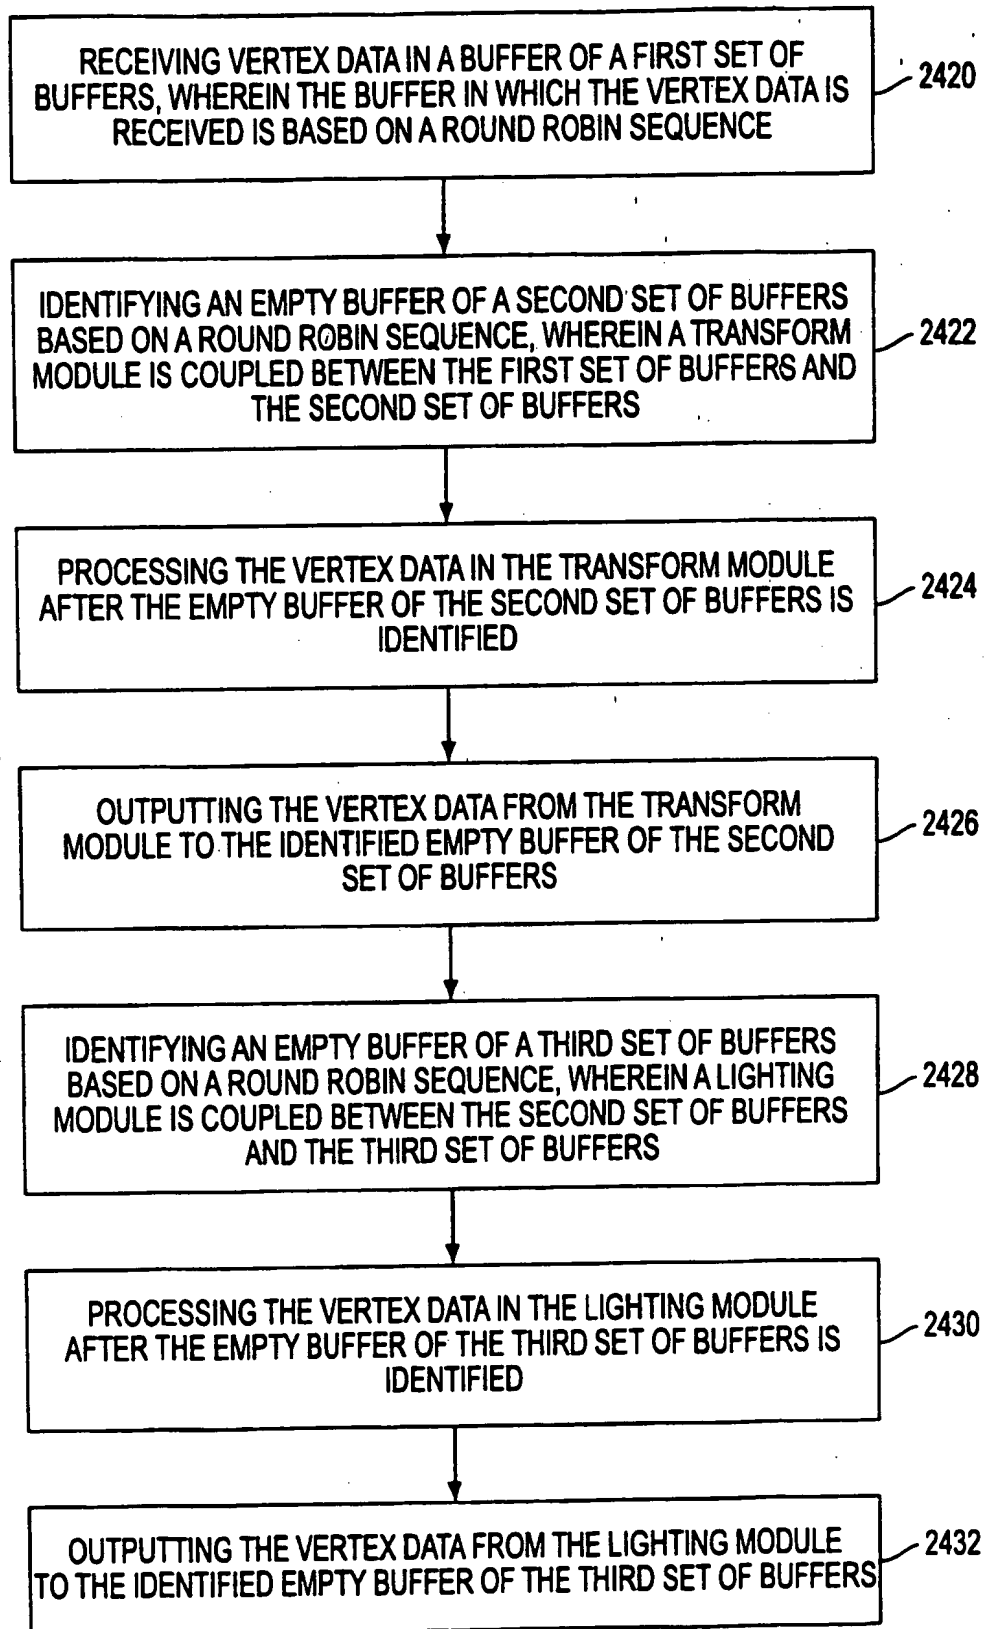 RECEIVING VERTEX DATA IN A BUFFER OF A FIRST SET OF
BUFFERS, WHEREIN THE BUFFER IN WHICH THE VERTEX DATA IS
RECEIVED IS BASED ON A ROUND ROBIN SEQUENCE
2420
IDENTIFYING AN EMPTY BUFFER OF A SECOND SET OF BUFFERS
BASED ON A ROUND ROBIN SEQUENCE, WHEREIN A TRANSFORM
MODULE IS COUPLED BETWEEN THE FIRST SET OF BUFFERS AND
THE SECOND SET OF BUFFERS
2422
PROCESSING THE VERTEX DATA IN THE TRANSFORM MODULE
AFTER THE EMPTY BUFFER OF THE SECOND SET OF BUFFERS IS
IDENTIFIED
2424
OUTPUTTING THE VERTEX DATA FROM THE TRANSFORM
MODULE TO THE IDENTIFIED EMPTY BUFFER OF THE SECOND
SET OF BUFFERS
2426
IDENTIFYING AN EMPTY BUFFER OF A THIRD SET OF BUFFERS
BASED ON A ROUND ROBIN SEQUENCE, WHEREIN A LIGHTING
MODULE IS COUPLED BETWEEN THE SECOND SET OF BUFFERS
AND THE THIRD SET OF BUFFERS
2428
PROCESSING THE VERTEX DATA IN THE LIGHTING MODULE
AFTER THE EMPTY BUFFER OF THE THIRD SET OF BUFFERS IS
IDENTIFIED
2430
OUTPUTTING THE VERTEX DATA FROM THE LIGHTING MODULE
TO THE IDENTIFIED EMPTY BUFFER OF THE THIRD SET OF BUFFERS
2432